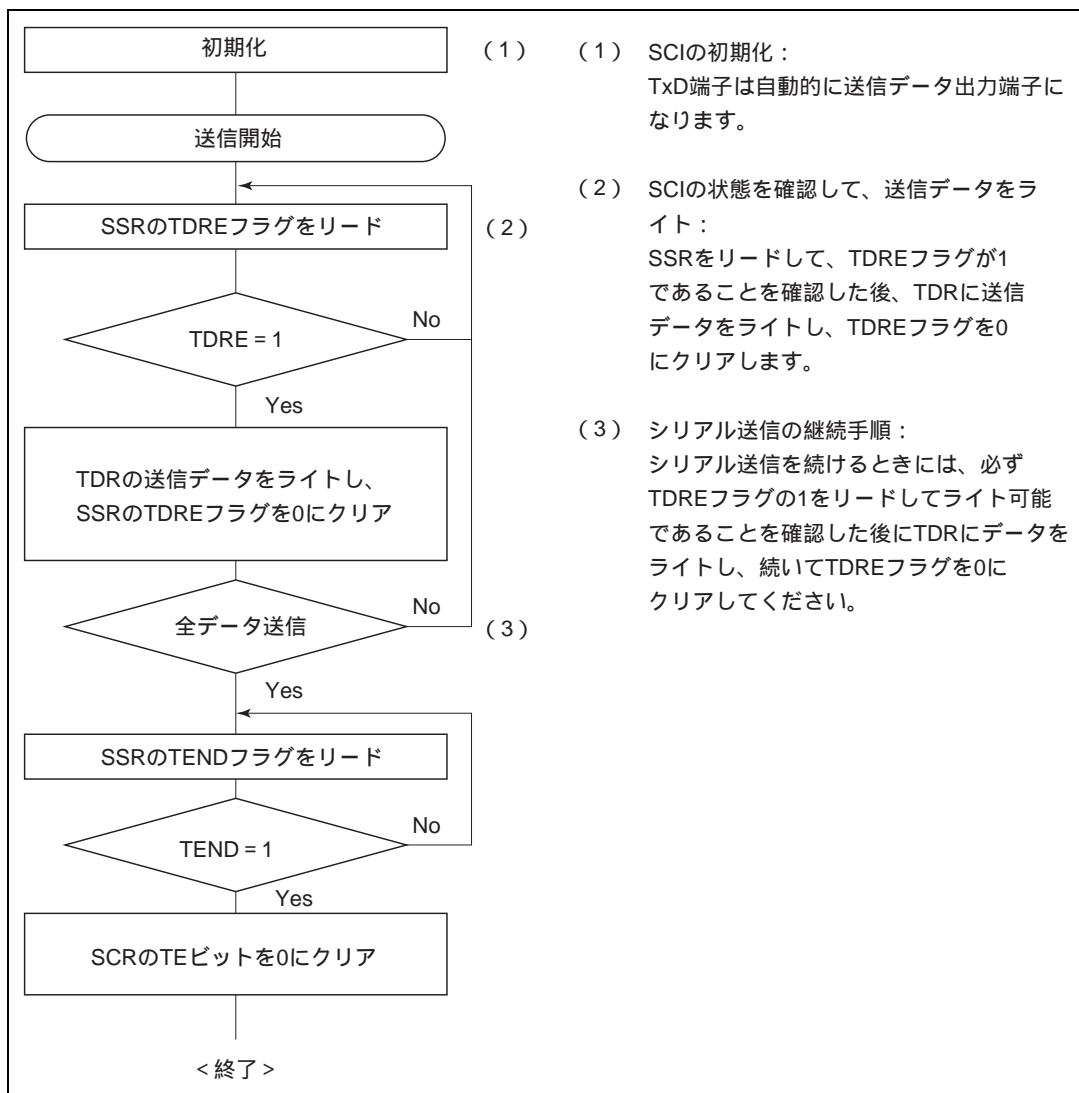 初期化
(1)
送信開始
SSRのTDREフラグをリード
(2)
TDRE = 1
No
Yes
TDRの送信データをライトし、
SSRのTDREフラグを0にクリア
全データ送信
No
(3)
Yes
SSRのTENDフラグをリード
TEND = 1
No
Yes
SCRのTEビットを0にクリア
<終了>
(1) SCIの初期化：
TxD端子は自動的に送信データ出力端子に
なります。
(2) SCIの状態を確認して、送信データをラ
イト：
SSRをリードして、TDREフラグが1
であることを確認した後、TDRに送信
データをライトし、TDREフラグを0
にクリアします。
(3) シリアル送信の継続手順：
シリアル送信を続けるときには、必ず
TDREフラグの1をリードしてライト可能
であることを確認した後にTDRにデータを
ライトし、続いてTDREフラグを0に
クリアしてください。